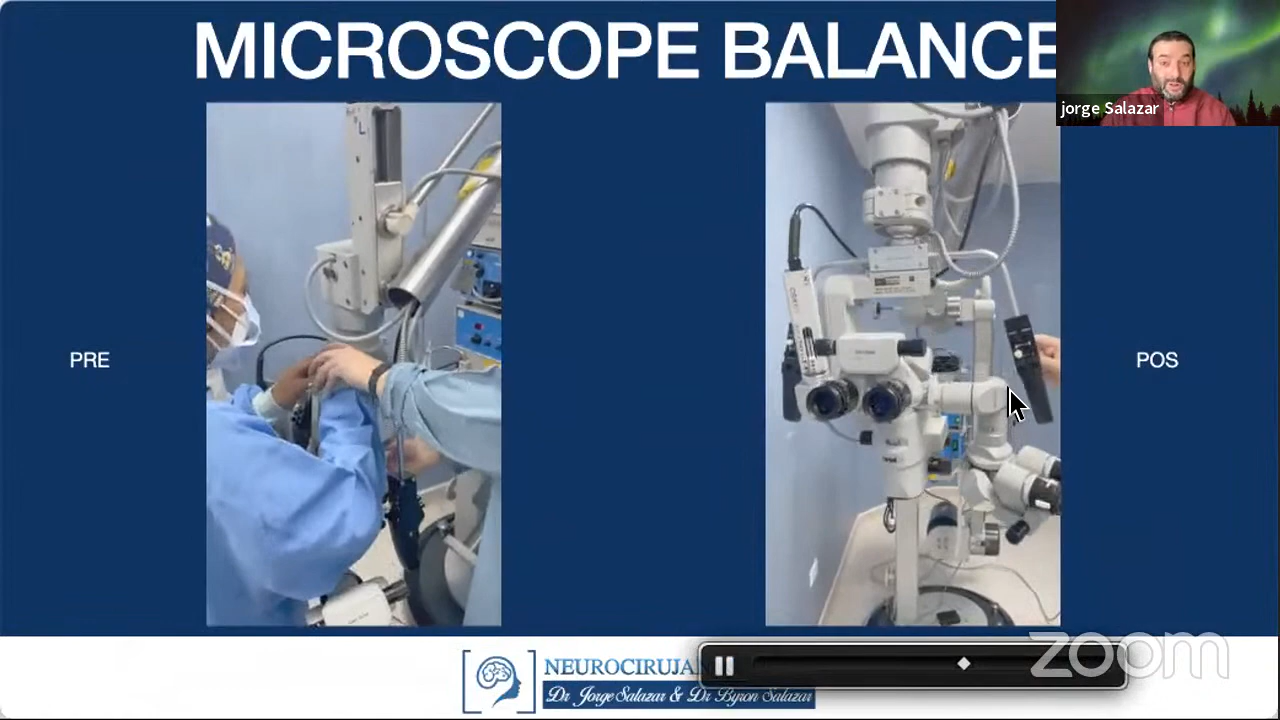 MICROSCOPE BALANCE
jorge Salazar
PRE
POS
NEUROCIRUJA
Dr Jorge Salazar & Dr Byron Salazar
zoom